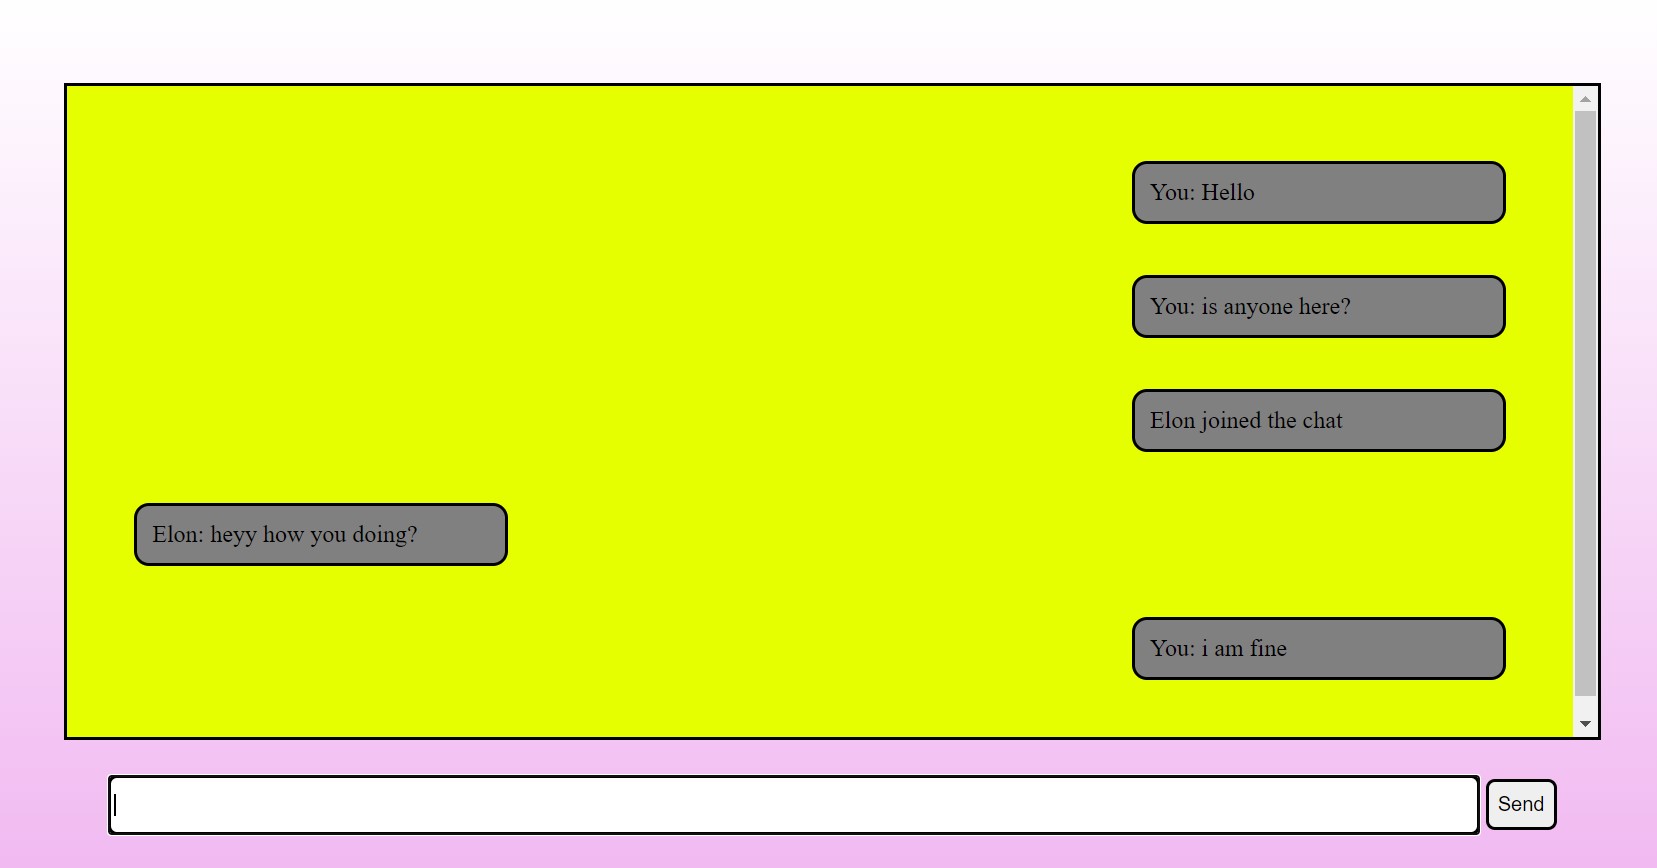 You: Hello
You: is anyone here?
Elon joined the chat
Elon: heyy how you doing?
You: i am fine
Send